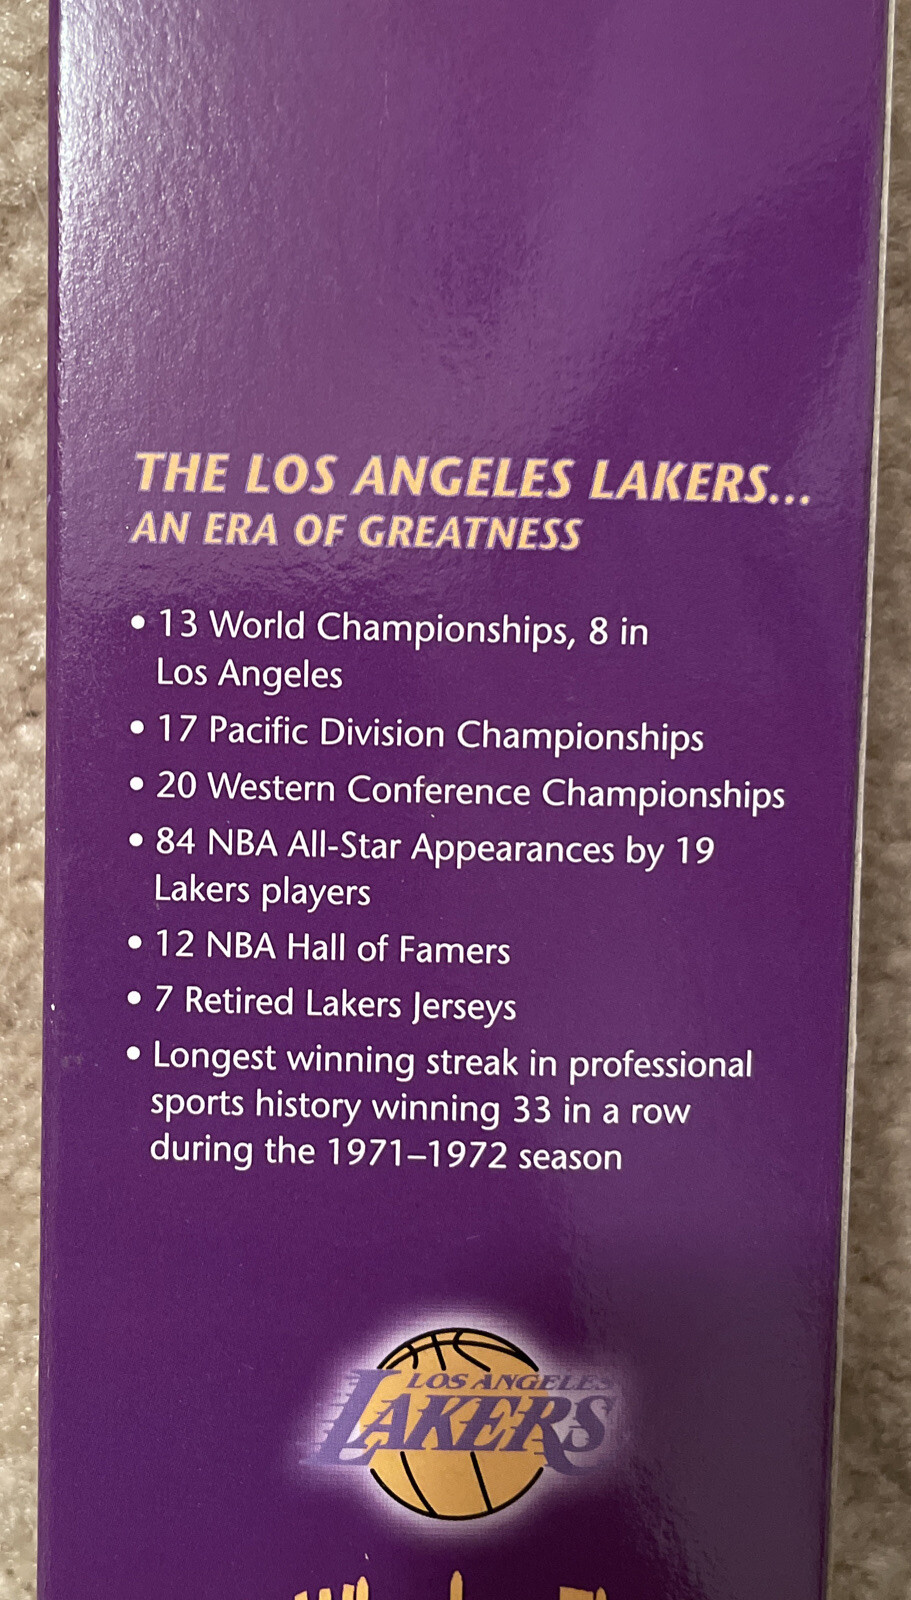 THE LOS ANGELES LAKERS...
AN ERA OF GREATNESS
• 13 World Championships, 8 in
Los Angeles
• 17 Pacific Division Championships
• 20 Western Conference Championships
• 84 NBA All-Star Appearances by 19
Lakers players
• 12 NBA Hall of Famers
• 7 Retired Lakers Jerseys
• Longest winning streak in professional
sports history winning 33 in a row
during the 1971–1972 season
LOS ANGELES
LAKERS